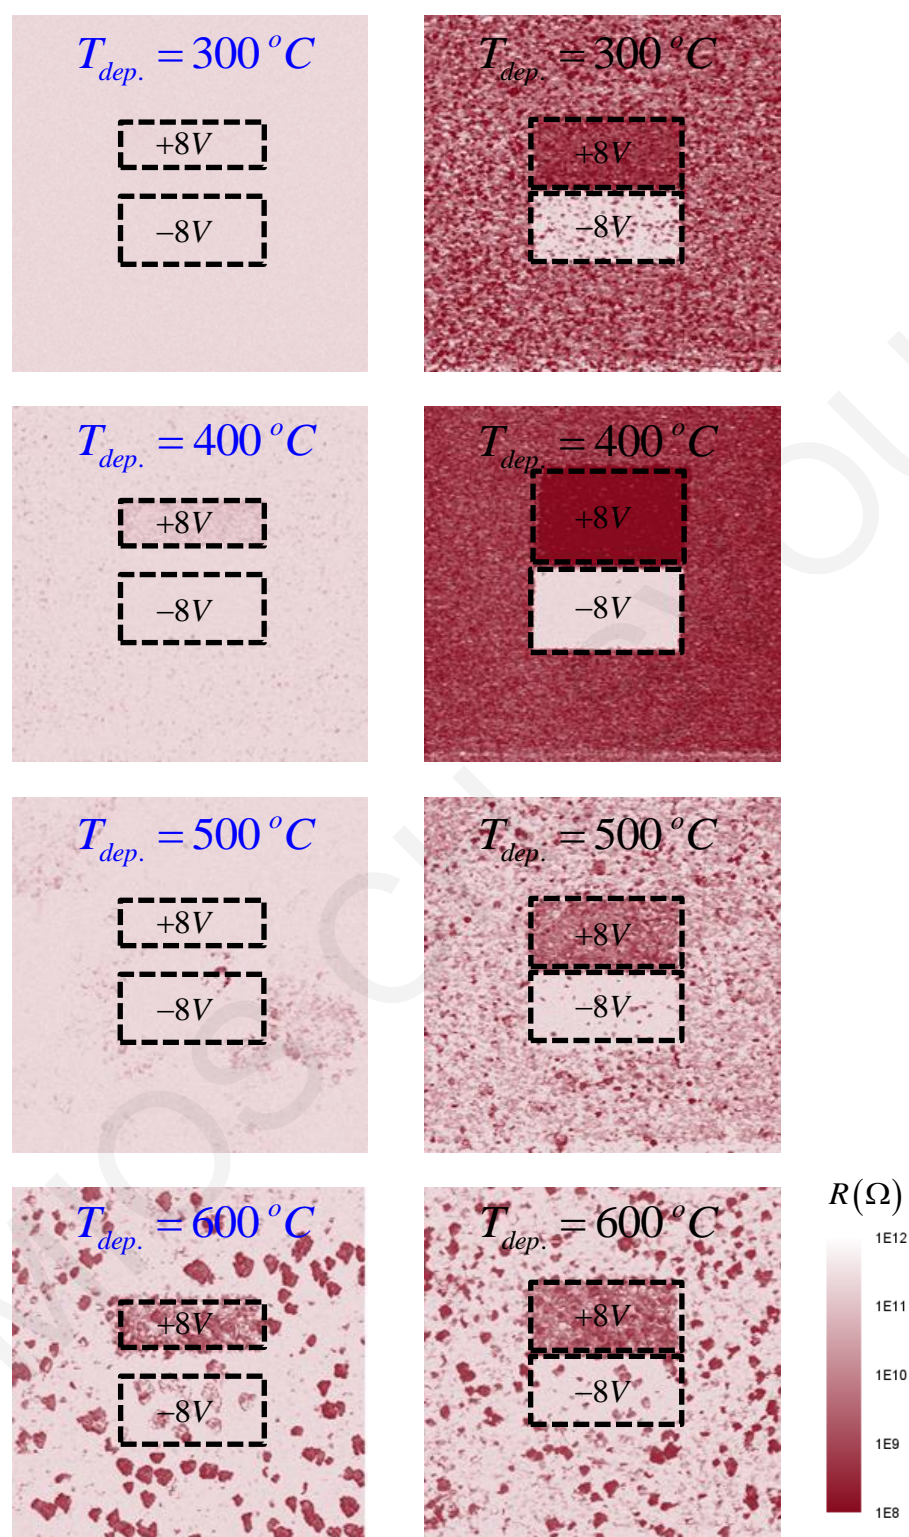 T_dep. = 300 °C
T_dep. = 300 °C
+8V
+8V
−8V
−8V
T_dep. = 400 °C
T_dep. = 400 °C
+8V
+8V
−8V
−8V
T_dep. = 500 °C
T_dep. = 500 °C
+8V
+8V
−8V
−8V
T_dep. = 600 °C
T_dep. = 600 °C
+8V
+8V
−8V
−8V
R(Ω)
1E12
1E11
1E10
1E9
1E8